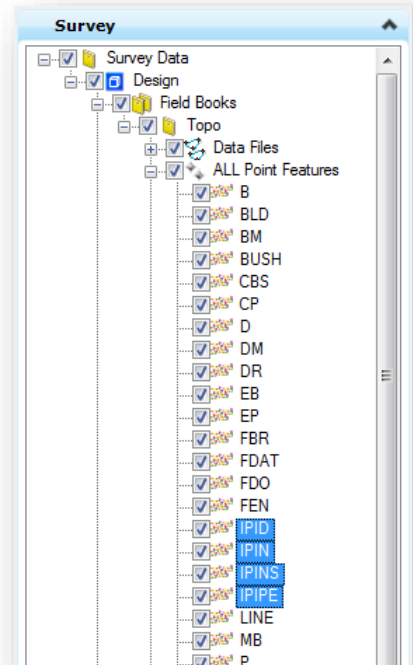 Survey
Survey Data
Design
Field Books
Topo
Data Files
ALL Point Features
B
BLD
BM
BUSH
CBS
CP
D
DM
DR
EB
EP
FBR
FDAT
FDO
FEN
IPID
IPIN
IPINS
IPIPE
LINE
MB
P